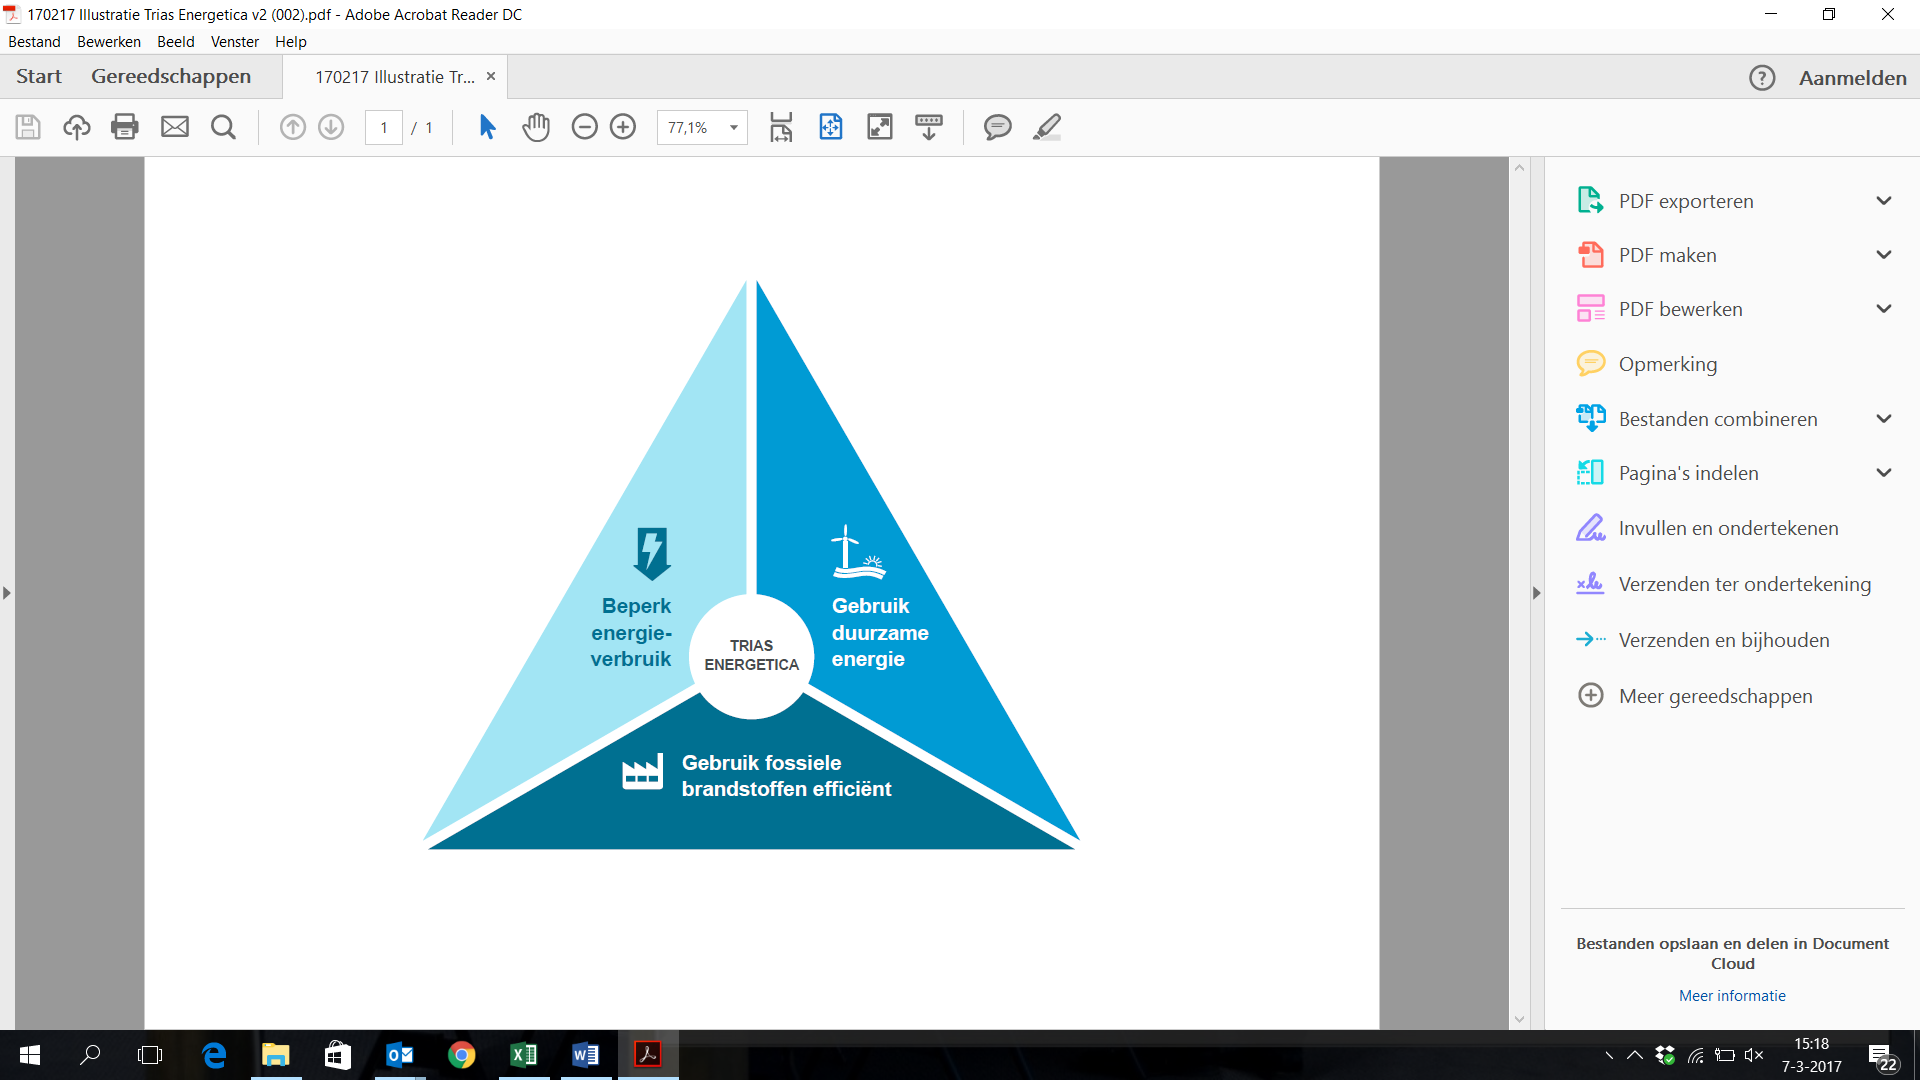 170217 Illustratie Trias Energetica v2 (002).pdf - Adobe Acrobat Reader DC
Bestand Bewerken Beeld Venster Help
Start Gereedschappen 170217 Illustratie Tr... × ? Aanmelden
1 / 1 77,1%
PDF exporteren
PDF maken
PDF bewerken
Opmerking
Bestanden combineren
Pagina's indelen
Invullen en ondertekenen
Verzenden ter ondertekening
Verzenden en bijhouden
Meer gereedschappen
Bestanden opslaan en delen in Document
Cloud
Meer informatie
Beperk
energie-
verbruik
TRIAS
ENERGETICA
Gebruik
duurzame
energie
Gebruik fossiele
brandstoffen efficiënt
15:18
7-3-2017
22